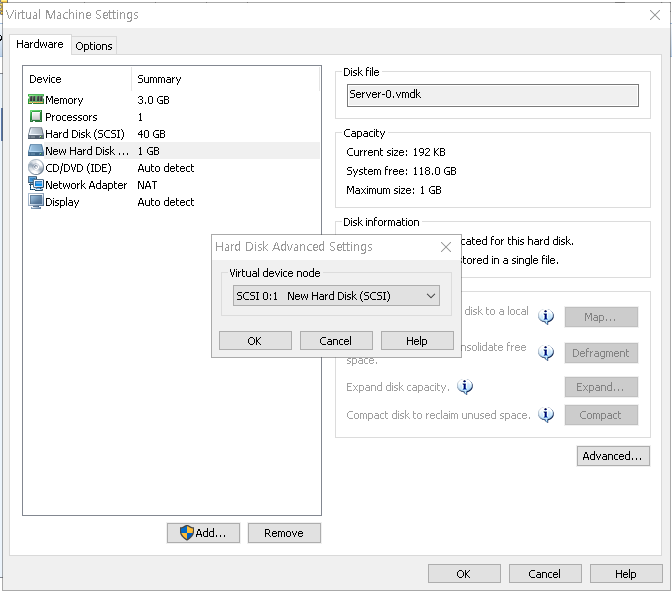 Virtual Machine Settings
Hardware
Options
Device Summary
Memory 3.0 GB
Processors 1
Hard Disk (SCSI) 40 GB
New Hard Disk ... 1 GB
CD/DVD (IDE) Auto detect
Network Adapter NAT
Display Auto detect
Add...
Remove
Disk file
Server-0.vmdk
Capacity
Current size: 192 KB
System free: 118.0 GB
Maximum size: 1 GB
Disk information
cated for this hard disk.
stored in a single file.
disk to a local
Map...
nsolidate free
space.
Defragment
Expand disk capacity.
Expand...
Compact disk to reclaim unused space.
Compact
Advanced...
Hard Disk Advanced Settings
Virtual device node
SCSI 0:1 New Hard Disk (SCSI)
OK
Cancel
Help
OK
Cancel
Help